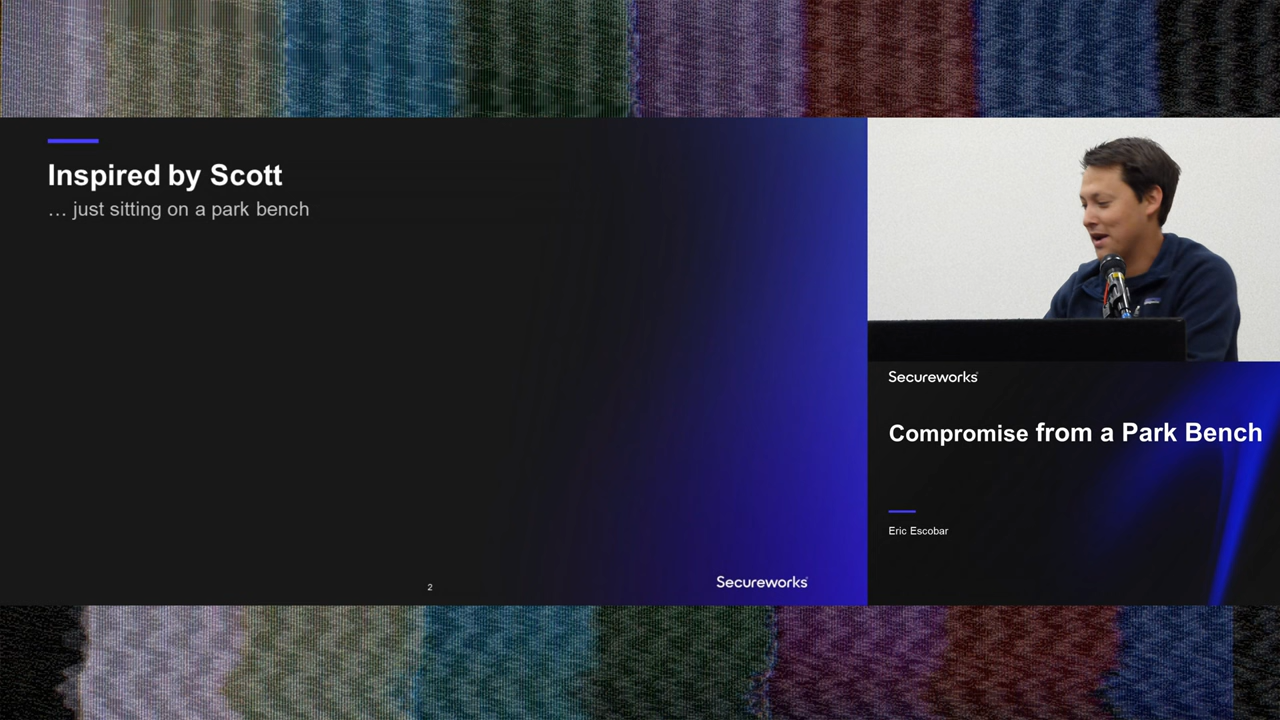 Inspired by Scott
… just sitting on a park bench
2
Secureworks
Secureworks
Compromise from a Park Bench
Eric Escobar